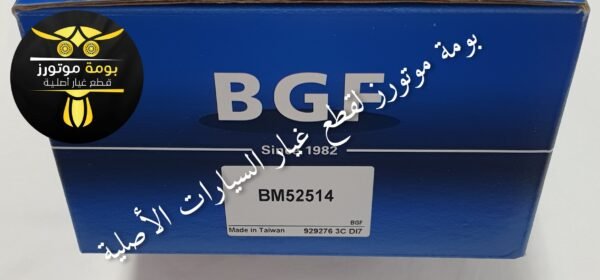 بومة موتورز
قطع غيار أصلية
BGF
Since 1982
بومة موتورز لقطع غيار السيارات الأصلية
BM52514
BGF
Made in Taiwan 929276 3C DI7